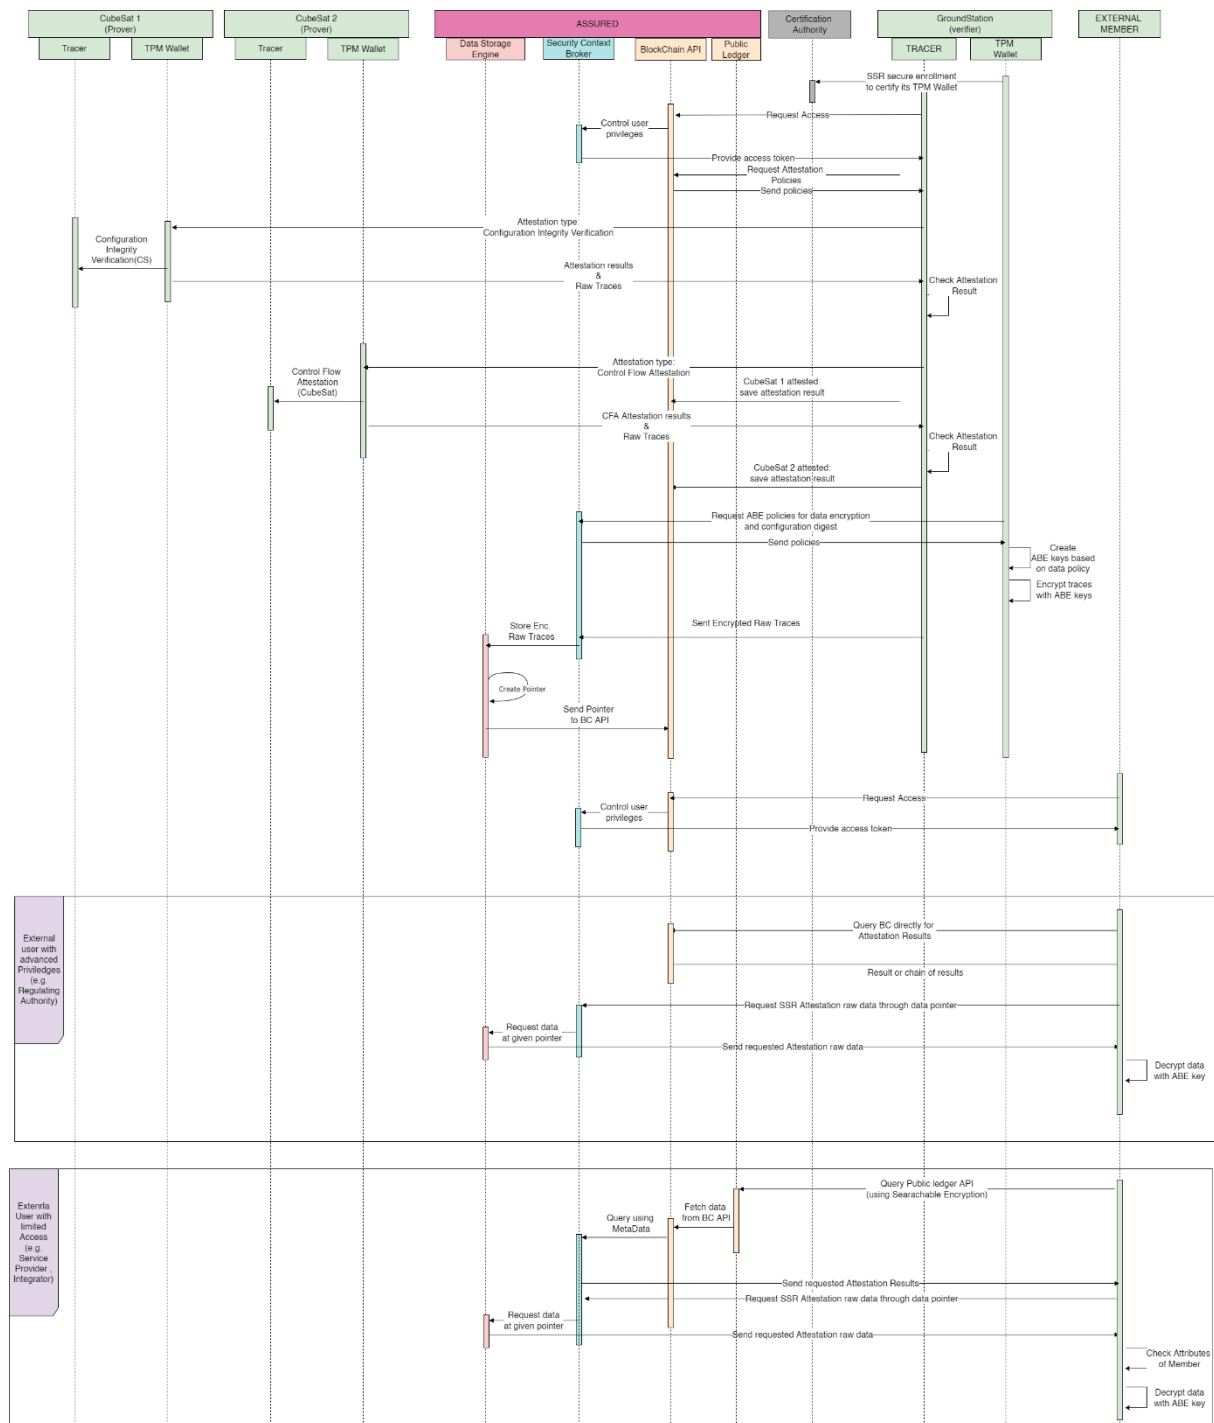 CubeSat 1
(Prover)
CubeSat 2
(Prover)
ASSURED
Certification
Authority
GroundStation
(verifier)
EXTERNAL
MEMBER
Tracer
TPM Wallet
Tracer
TPM Wallet
Data Storage
Engine
Security Context
Broker
BlockChain API
Public
Ledger
TRACER
TPM
Wallet
SSR secure enrollment
to certify its TPM Wallet
Request Access
Control user
privileges
Provide access token
Request Attestation
Policies
Send policies
Attestation type:
Configuration Integrity Verification
Configuration
Integrity
Verification(CS)
Attestation results
&
Raw Traces
Check Attestation
Result
Attestation type:
Control Flow Attestation
Control Flow
Attestation
(CubeSat)
CubeSat 1 attested:
save attestation result
CFA Attestation results
&
Raw Traces
Check Attestation
Result
CubeSat 2 attested:
save attestation result
Request ABE policies for data encryption
and configuration digest
Send policies
Create
ABE keys based
on data policy
Encrypt traces
with ABE keys
Sent Encrypted Raw Traces
Store Enc.
Raw Traces
Create Pointer
Send Pointer
to BC API
Request Access
Control user
privileges
Provide access token
External
user with
advanced
Priviledges
(e.g.
Regulating
Authority)
Query BC directly for
Attestation Results
Result or chain of results
Request SSR Attestation raw data through data pointer
Request data
at given pointer
Send requested Attestation raw data
Decrypt data
with ABE key
Extenrla
User with
limited
Access
(e.g.
Service
Provider ,
Integrator)
Query Public ledger API
(using Searachable Encryption)
Fetch data
from BC API
Query using
MetaData
Send requested Attestation Results
Request SSR Attestation raw data through data pointer
Request data
at given pointer
Send requested Attestation raw data
Check Attributes
of Member
Decrypt data
with ABE key